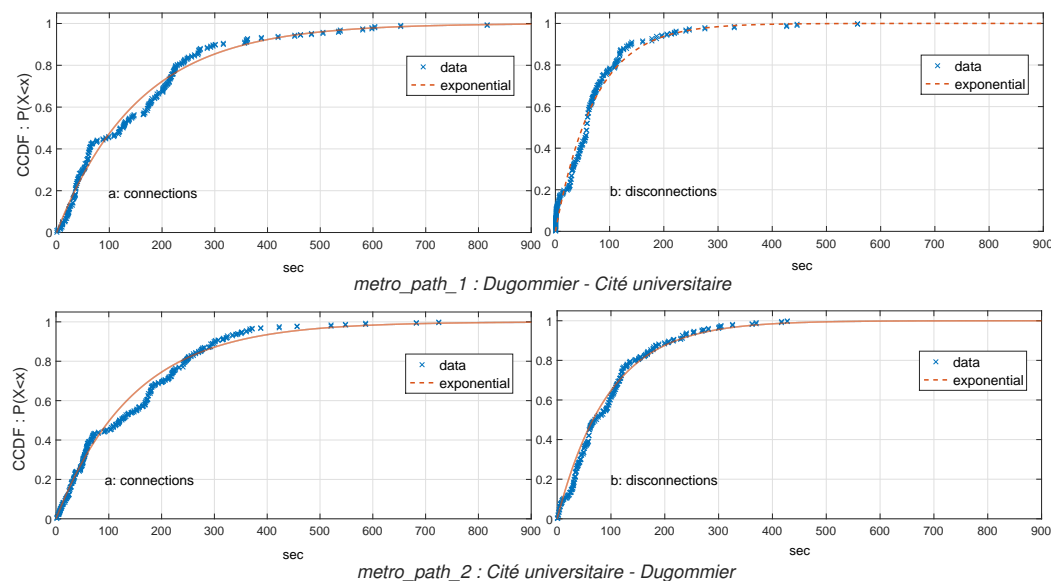 1
0.8
0.6
0.4
0.2
0
CCDF : P(X<x)
data
exponential
a: connections
0 100 200 300 400 500 600 700 800 900
sec
1
0.8
0.6
0.4
0.2
0
data
exponential
b: disconnections
0 100 200 300 400 500 600 700 800 900
sec
metro_path_1 : Dugommier - Cité universitaire
1
0.8
0.6
0.4
0.2
0
CCDF : P(X<x)
data
exponential
a: connections
0 100 200 300 400 500 600 700 800 900
sec
1
0.8
0.6
0.4
0.2
0
data
exponential
b: disconnections
0 100 200 300 400 500 600 700 800 900
sec
metro_path_2 : Cité universitaire - Dugommier